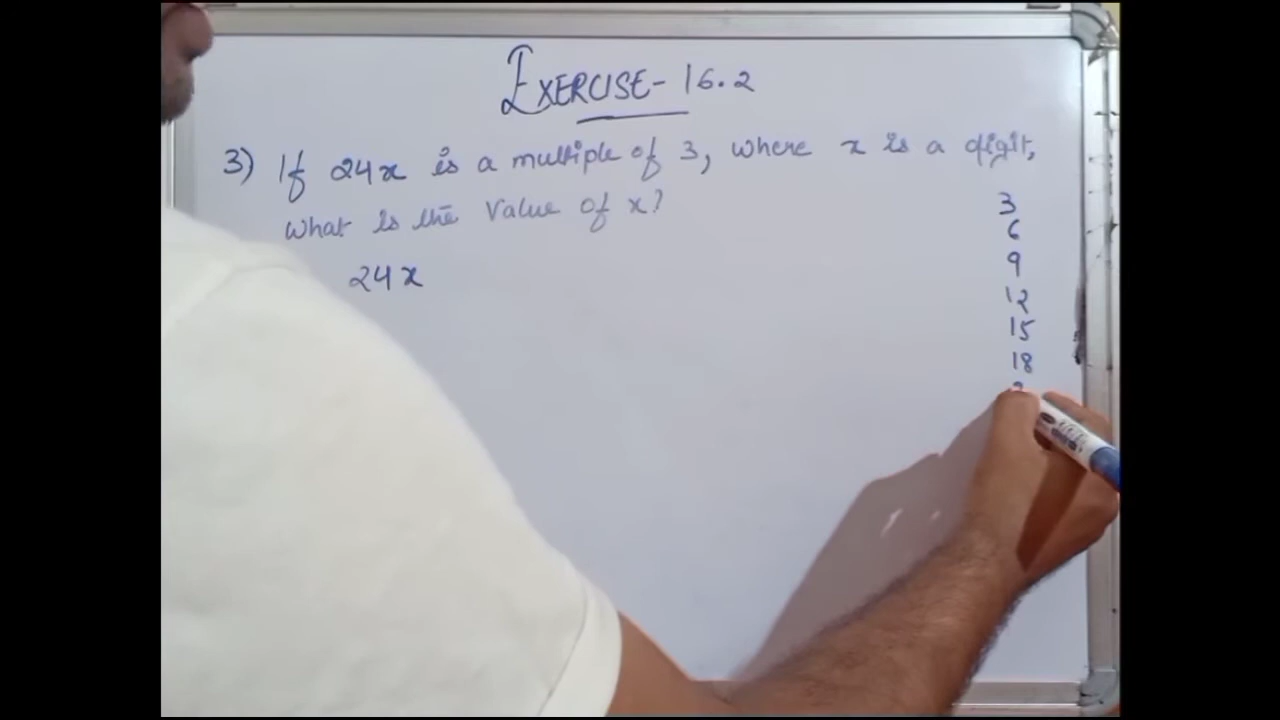 EXERCISE- 16.2
3) If 24x is a multiple of 3, where x is a digit,
What is the Value of x?
24x
3
6
9
12
15
18